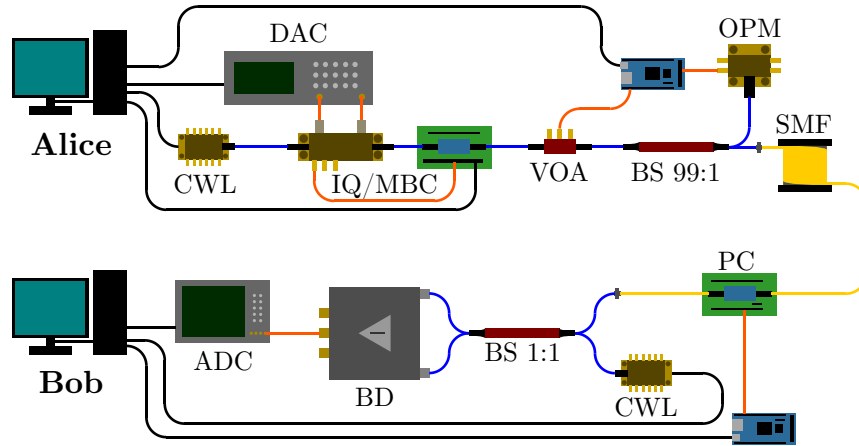 DAC
OPM
Alice
CWL
IQ/MBC
VOA
BS 99:1
SMF
PC
ADC
BS 1:1
Bob
BD
CWL